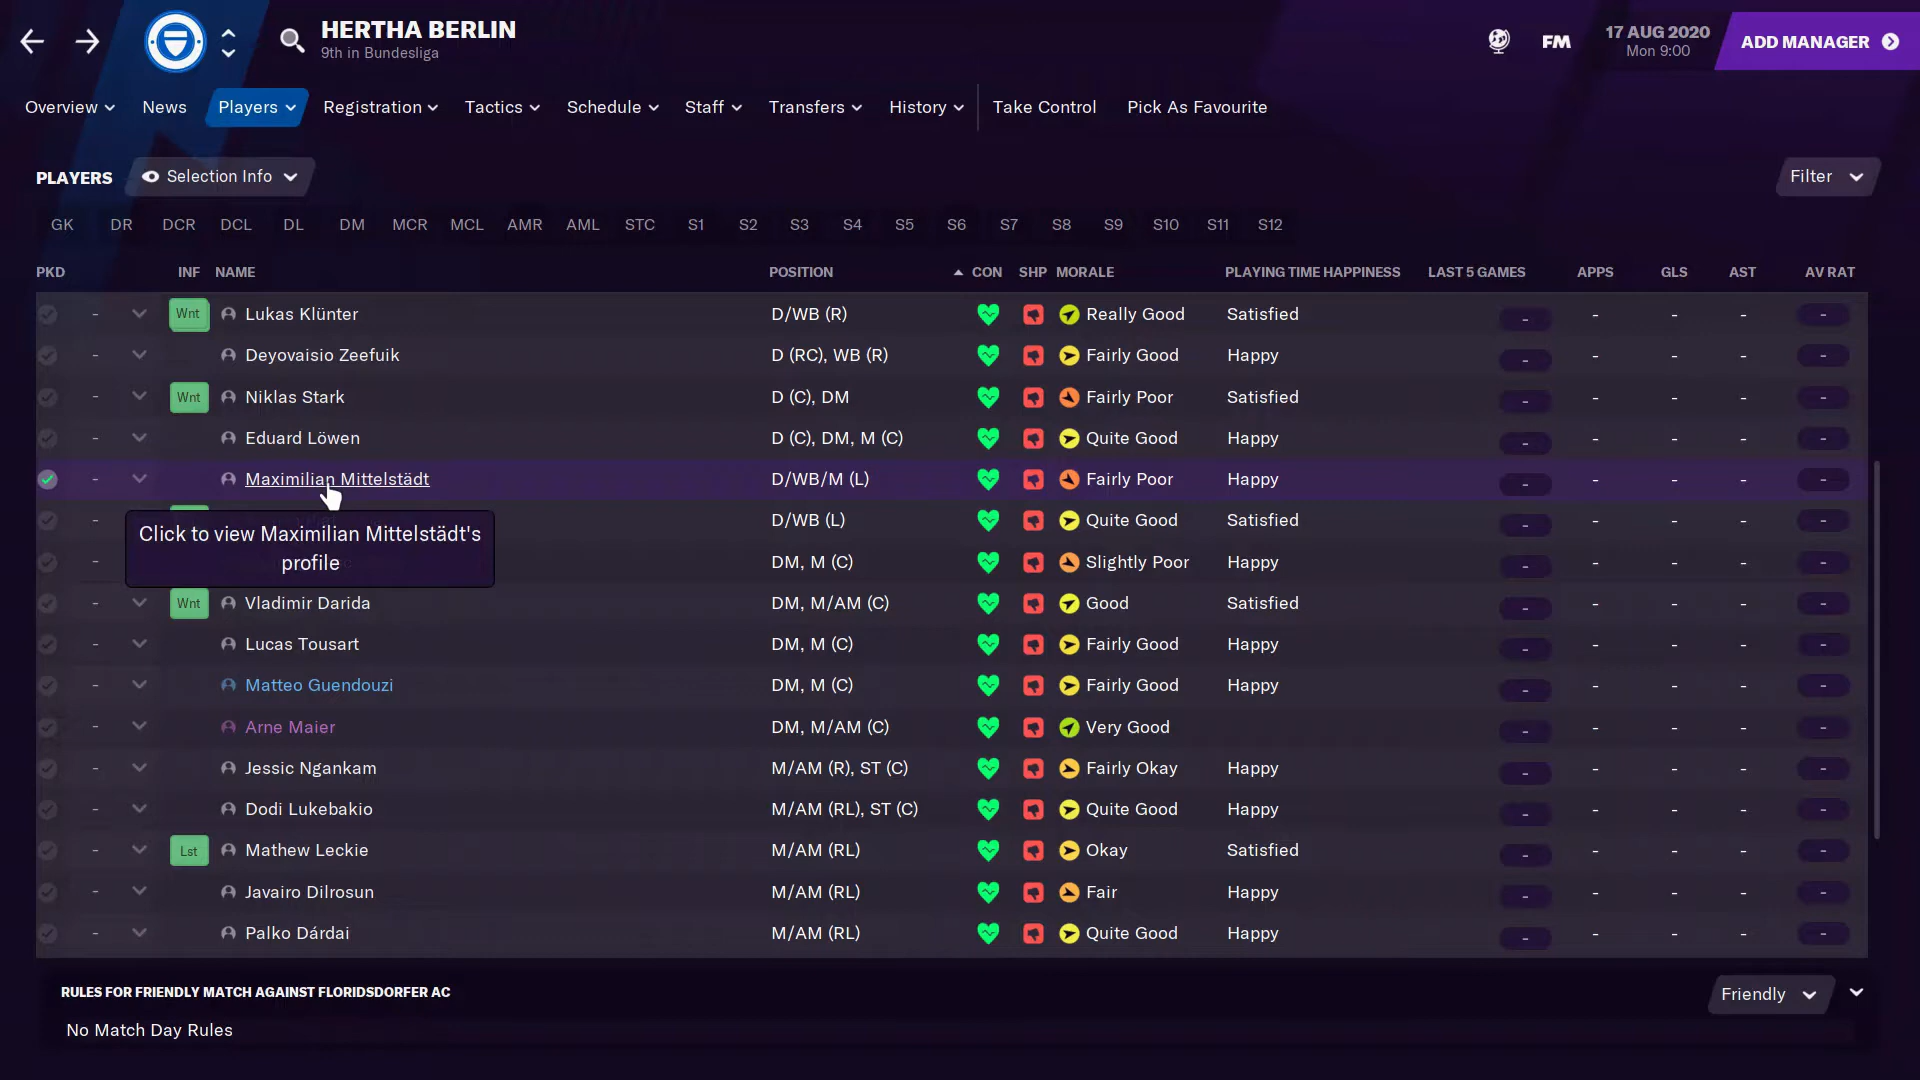 HERTHA BERLIN
9th in Bundesliga
FM
17 AUG 2020
Mon 9:00
ADD MANAGER
Overview News Players Registration Tactics Schedule Staff Transfers History Take Control Pick As Favourite
PLAYERS Selection Info Filter
GK DR DCR DCL DL DM MCR MCL AMR AML STC S1 S2 S3 S4 S5 S6 S7 S8 S9 S10 S11 S12
PKD INF NAME POSITION CON SHP MORALE PLAYING TIME HAPPINESS LAST 5 GAMES APPS GLS AST AV RAT
- Wnt Lukas Klünter D/WB (R) Really Good Satisfied - - - - -
- Deyovaisio Zeefuik D (RC), WB (R) Fairly Good Happy - - - - -
- Wnt Niklas Stark D (C), DM Fairly Poor Satisfied - - - - -
- Eduard Löwen D (C), DM, M (C) Quite Good Happy - - - - -
- Maximilian Mittelstädt D/WB/M (L) Fairly Poor Happy - - - - -
- D/WB (L) Quite Good Satisfied - - - - -
Click to view Maximilian Mittelstädt's
profile
- DM, M (C) Slightly Poor Happy - - - - -
- Wnt Vladimir Darida DM, M/AM (C) Good Satisfied - - - - -
- Lucas Tousart DM, M (C) Fairly Good Happy - - - - -
- Matteo Guendouzi DM, M (C) Fairly Good Happy - - - - -
- Arne Maier DM, M/AM (C) Very Good - - - - -
- Jessic Ngankam M/AM (R), ST (C) Fairly Okay Happy - - - - -
- Dodi Lukebakio M/AM (RL), ST (C) Quite Good Happy - - - - -
- Lst Mathew Leckie M/AM (RL) Okay Satisfied - - - - -
- Javairo Dilrosun M/AM (RL) Fair Happy - - - - -
- Palko Dárdai M/AM (RL) Quite Good Happy - - - - -
RULES FOR FRIENDLY MATCH AGAINST FLORIDSDORFER AC
Friendly
No Match Day Rules